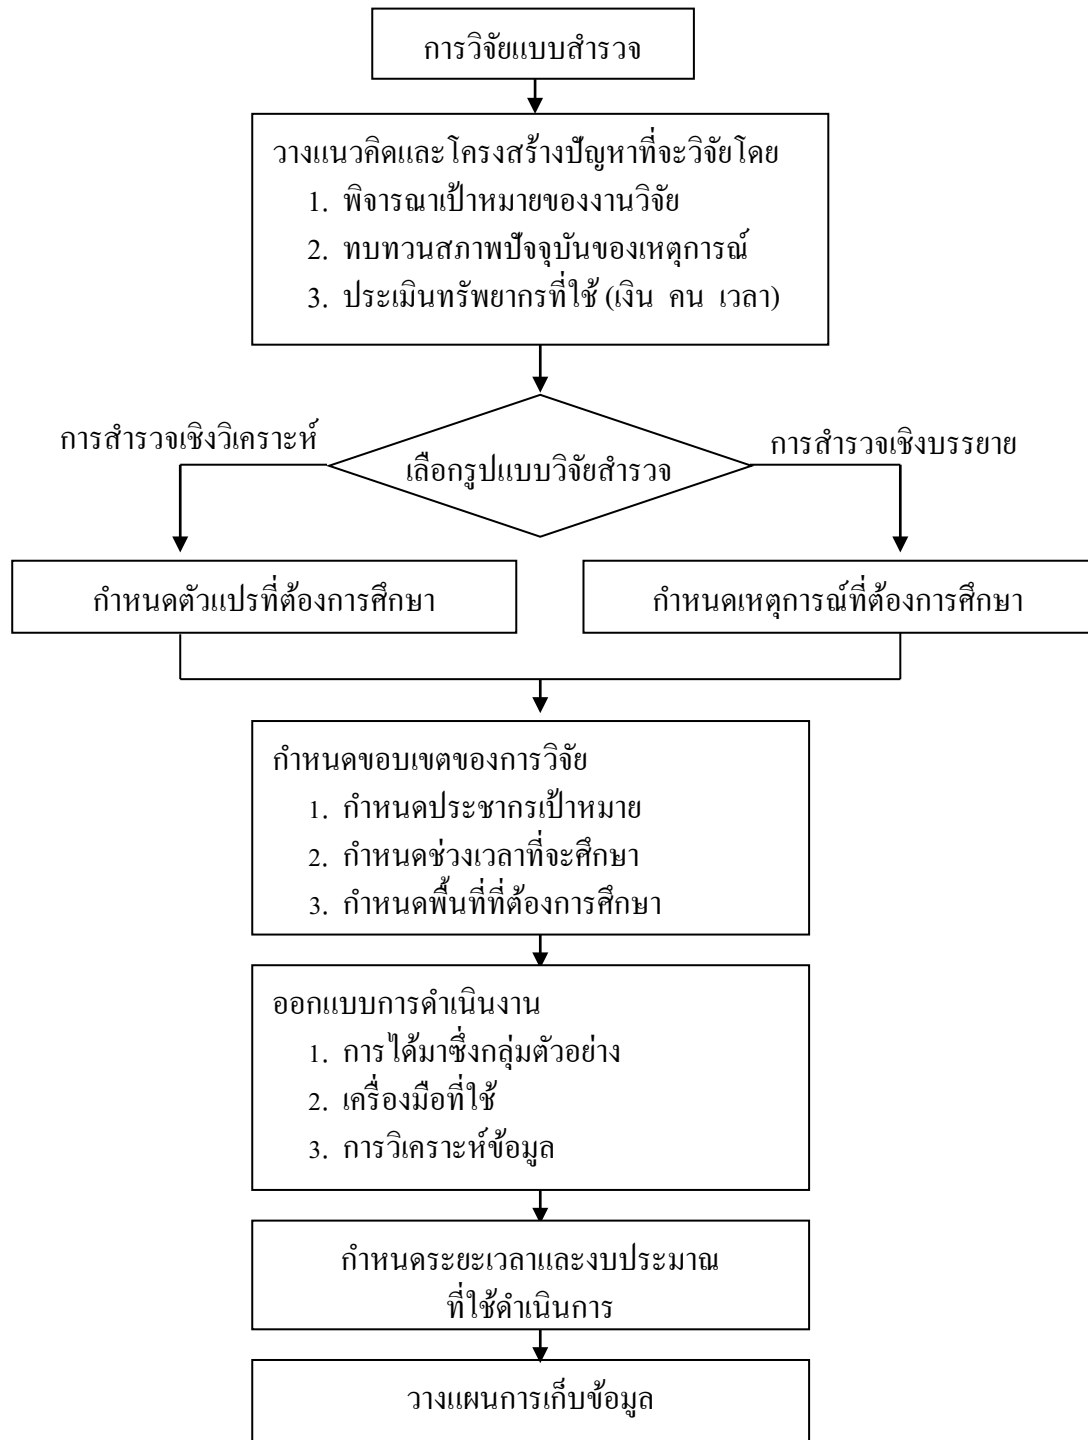 การวิจัยแบบสำรวจ
วางแนวคิดและโครงสร้างปัญหาที่จะวิจัยโดย
1. พิจารณาเป้าหมายของงานวิจัย
2. ทบทวนสภาพปัจจุบันของเหตุการณ์
3. ประเมินทรัพยากรที่ใช้ (เงิน คน เวลา)
การสำรวจเชิงวิเคราะห์
การสำรวจเชิงบรรยาย
เลือกรูปแบบวิจัยสำรวจ
กำหนดตัวแปรที่ต้องการศึกษา
กำหนดเหตุการณ์ที่ต้องการศึกษา
กำหนดขอบเขตของการวิจัย
1. กำหนดประชากรเป้าหมาย
2. กำหนดช่วงเวลาที่จะศึกษา
3. กำหนดพื้นที่ที่ต้องการศึกษา
ออกแบบการดำเนินงาน
1. การได้มาซึ่งกลุ่มตัวอย่าง
2. เครื่องมือที่ใช้
3. การวิเคราะห์ข้อมูล
กำหนดระยะเวลาและงบประมาณ
ที่ใช้ดำเนินการ
วางแผนการเก็บข้อมูล